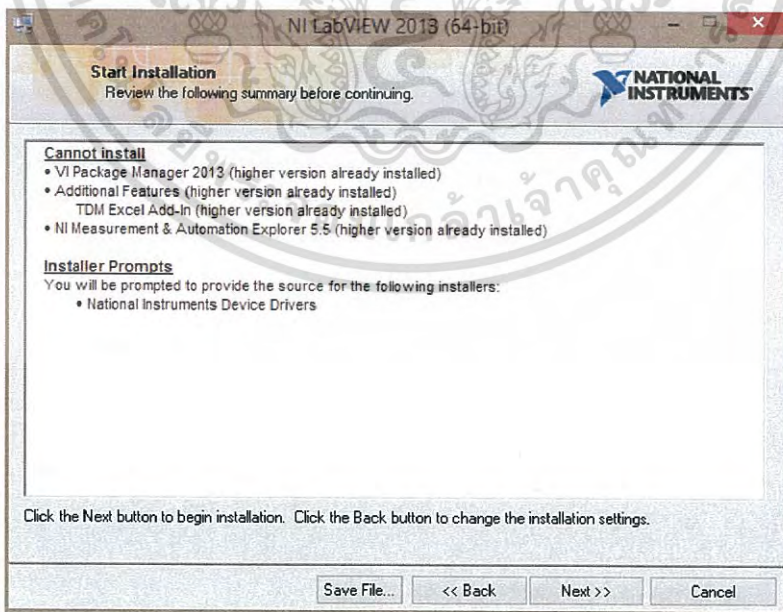 NI LabVIEW 2013 (64-bit)
Start Installation
Review the following summary before continuing.
NATIONAL
INSTRUMENTS
Cannot install
• VI Package Manager 2013 (higher version already installed)
• Additional Features (higher version already installed)
TDM Excel Add-In (higher version already installed)
• NI Measurement & Automation Explorer 5.5 (higher version already installed)
Installer Prompts
You will be prompted to provide the source for the following installers:
• National Instruments Device Drivers
Click the Next button to begin installation. Click the Back button to change the installation settings.
Save File...
<< Back
Next >>
Cancel